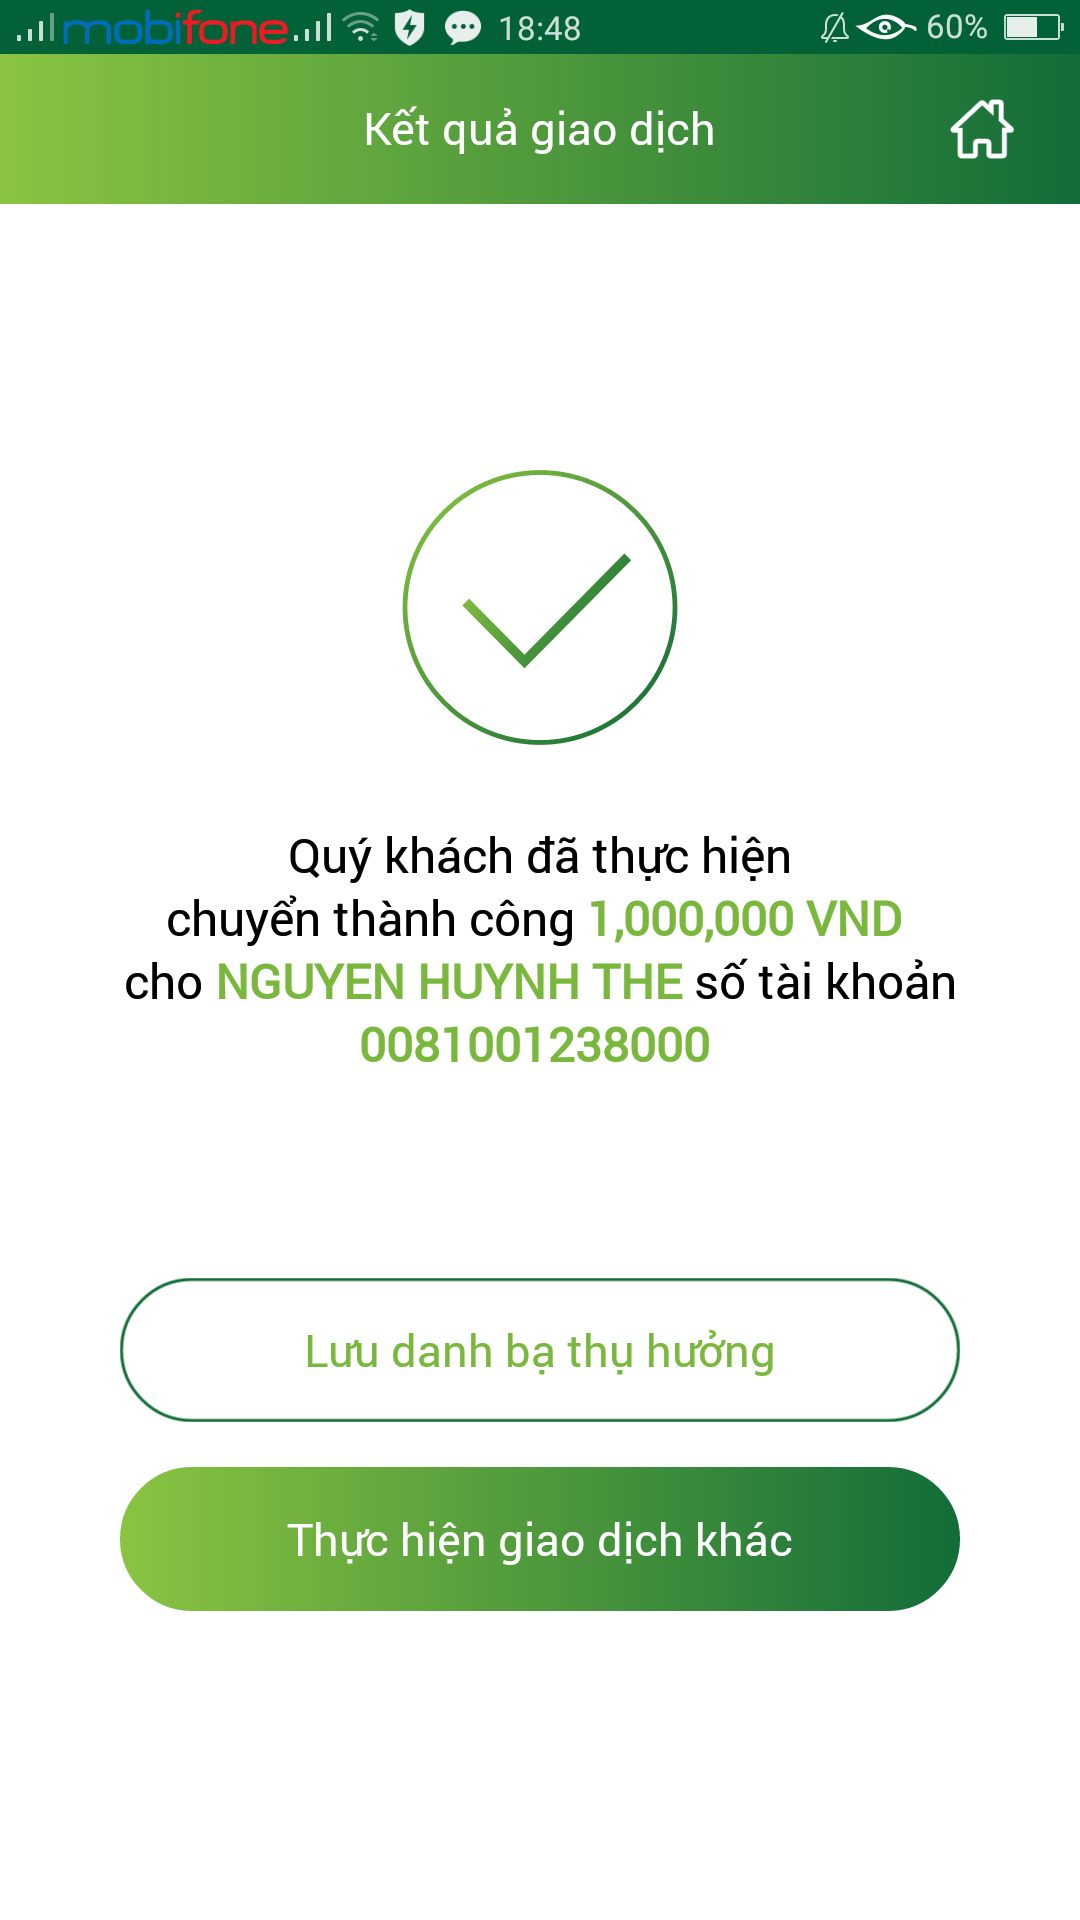 mobifone 18:48 60%
Kết quả giao dịch
Quý khách đã thực hiện
chuyển thành công 1,000,000 VND
cho NGUYEN HUYNH THE số tài khoản
0081001238000
Lưu danh bạ thụ hưởng
Thực hiện giao dịch khác